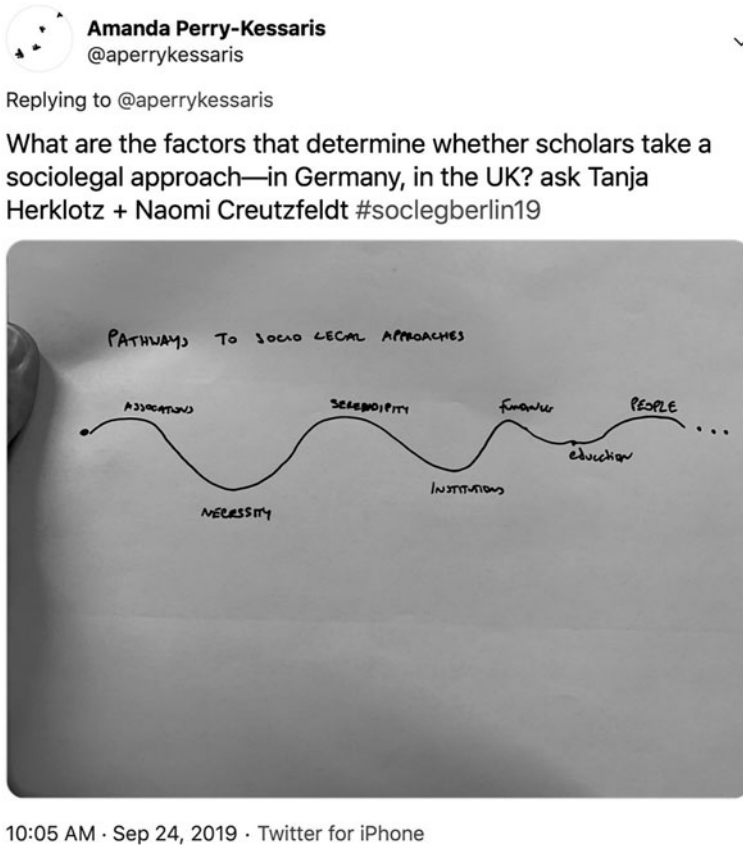 Amanda Perry-Kessaris
@aperrykessaris
Replying to @aperrykessaris
What are the factors that determine whether scholars take a
sociolegal approach—in Germany, in the UK? ask Tanja
Herklotz + Naomi Creutzfeldt #soclegberlin19
PATHWAYS TO SOCIO LEGAL APPROACHES
ASSOCATIONS
SERENDIPITY
PEOPLE
education
INSTITUTIONS
NECESSITY
10:05 AM · Sep 24, 2019 · Twitter for iPhone